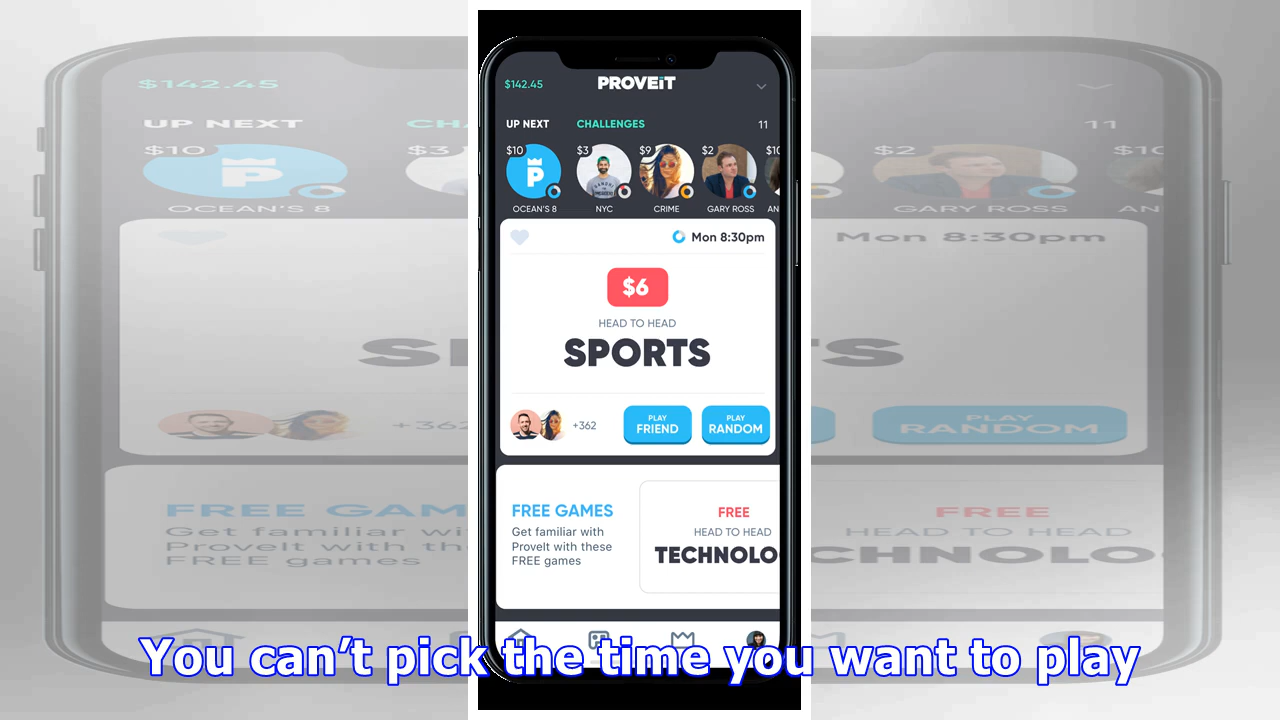 $142.45
PROVEiT
UP NEXT CHALLENGES 11
$10 $3 $9 $2 $10
P
OCEAN'S 8 NYC CRIME GARY ROSS AN
Mon 8:30pm
$6
HEAD TO HEAD
SPORTS
+362
PLAY
FRIEND
PLAY
RANDOM
FREE GAMES
Get familiar with
ProveIt with these
FREE games
FREE
HEAD TO HEAD
TECHNOLO
You can’t pick the time you want to play